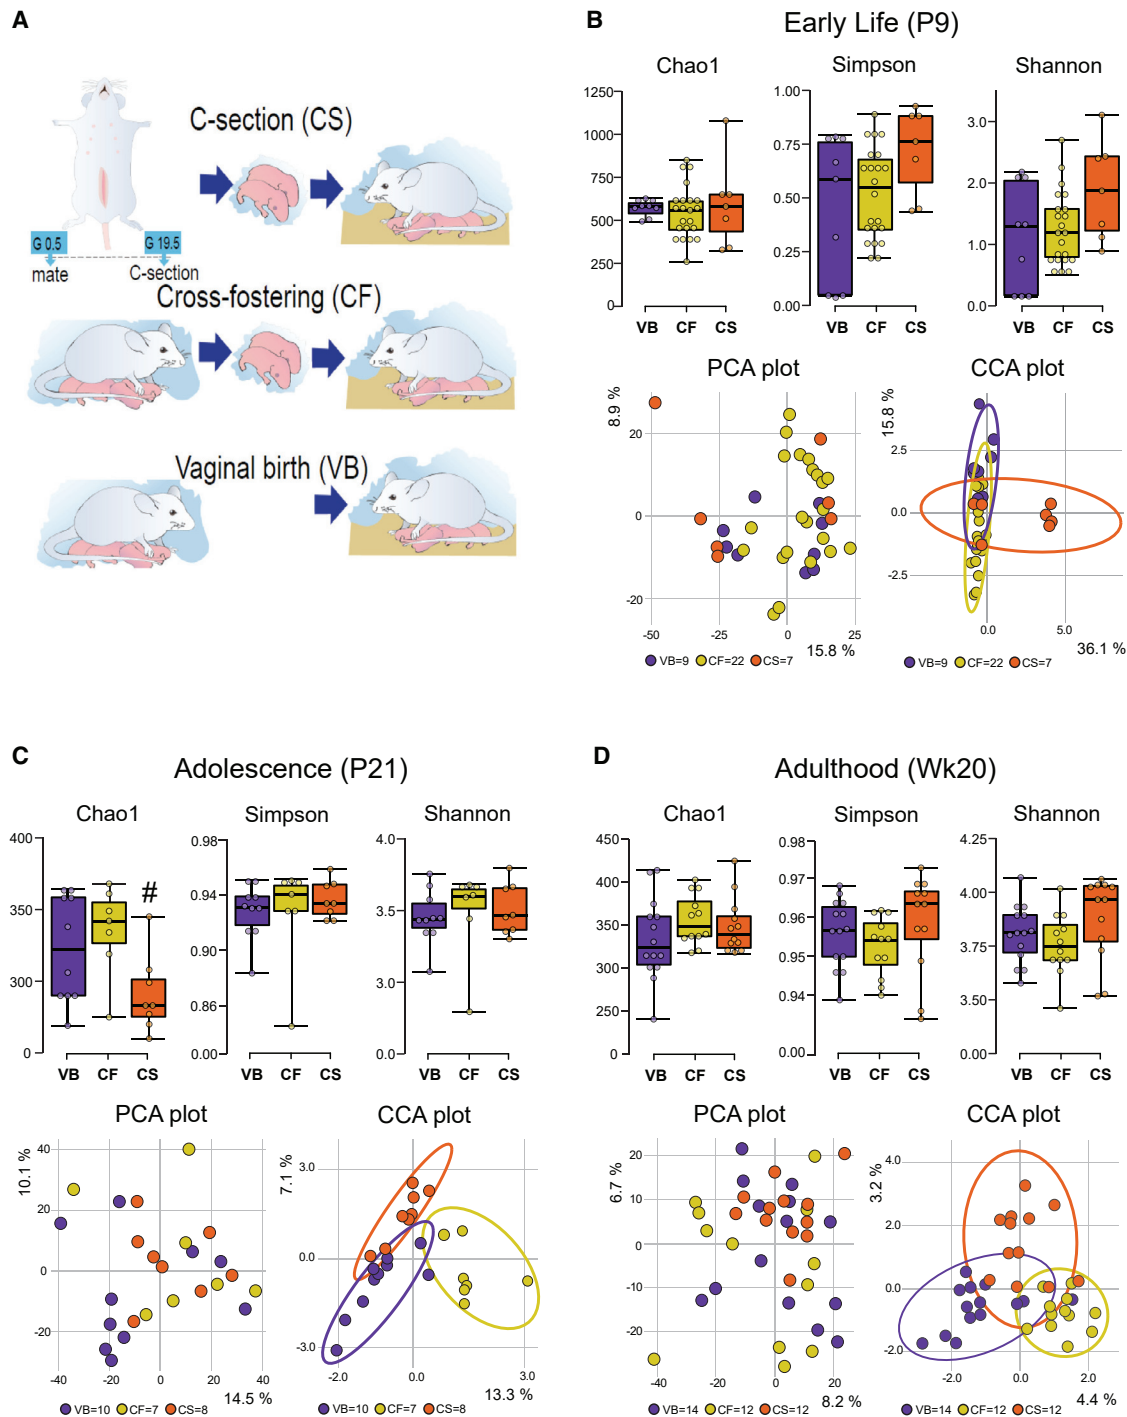 A
C-section (CS)
G 0.5
G 19.5
mate
C-section
Cross-fostering (CF)
Vaginal birth (VB)
B
Early Life (P9)
Chao1
Simpson
Shannon
1250
1000
750
500
250
0
VB
CF
CS
1.00
0.75
0.50
0.25
0.00
VB
CF
CS
3.0
2.0
1.0
0.0
VB
CF
CS
PCA plot
8.9 %
20
0
-20
-50
-25
0
25
15.8 %
VB=9
CF=22
CS=7
CCA plot
15.8 %
2.5
0.0
-2.5
0.0
5.0
36.1 %
VB=9
CF=22
CS=7
C
Adolescence (P21)
Chao1
Simpson
Shannon
400
350
300
0
#
VB
CF
CS
0.98
0.94
0.90
0.86
0.00
VB
CF
CS
4.0
3.5
3.0
0.0
VB
CF
CS
PCA plot
10.1 %
40
20
0
-20
-40
-20
0
20
40
14.5 %
VB=10
CF=7
CS=8
CCA plot
7.1 %
3.0
0.0
-3.0
-2.0
0.0
3.0
13.3 %
VB=10
CF=7
CS=8
D
Adulthood (Wk20)
Chao1
Simpson
Shannon
450
400
350
300
250
0
VB
CF
CS
0.98
0.97
0.96
0.95
0.94
0.00
VB
CF
CS
4.25
4.00
3.75
3.50
0.00
VB
CF
CS
PCA plot
6.7 %
20
10
-10
-20
-40
-20
0
20
8.2 %
VB=14
CF=12
CS=12
CCA plot
3.2 %
4.0
2.0
0.0
-2.0
-2.0
0.0
2.0
4.4 %
VB=14
CF=12
CS=12